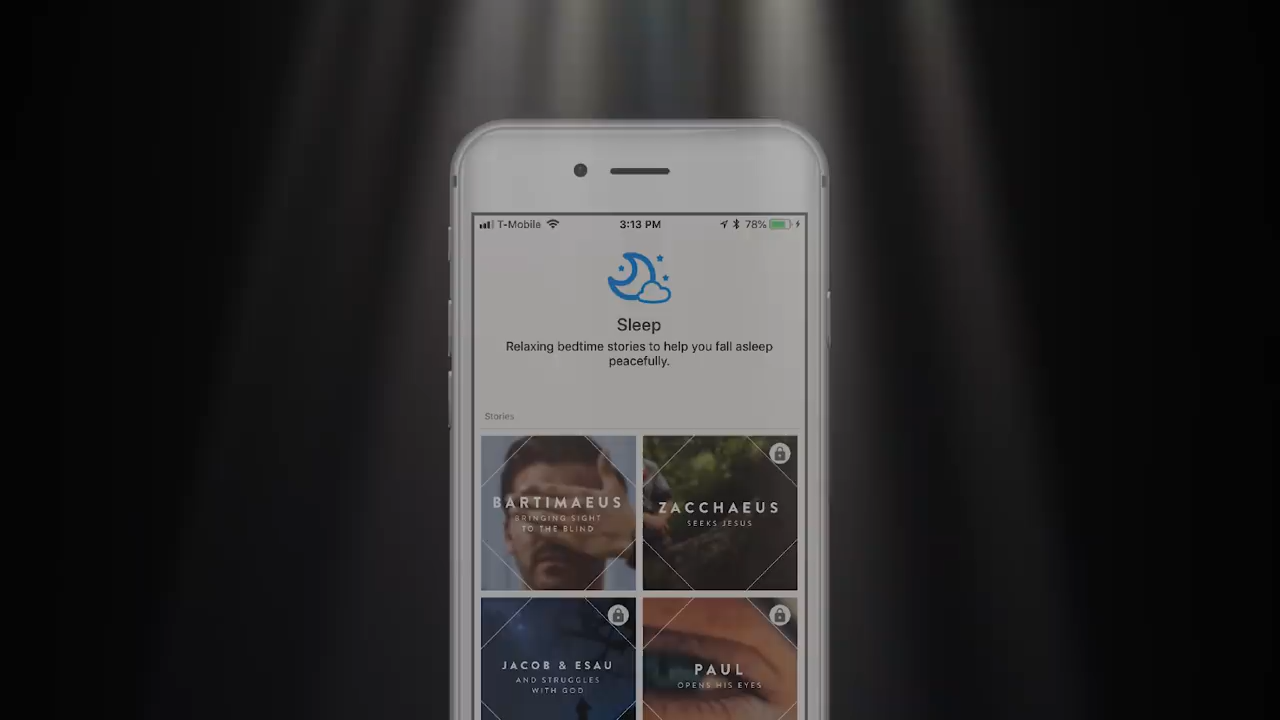 T-Mobile 3:13 PM 78%
Sleep
Relaxing bedtime stories to help you fall asleep
peacefully.
Stories
BARTIMAEUS
BRINGING SIGHT
TO THE BLIND
ZACCHAEUS
SEEKS JESUS
JACOB & ESAU
AND STRUGGLES
WITH GOD
PAUL
OPENS HIS EYES